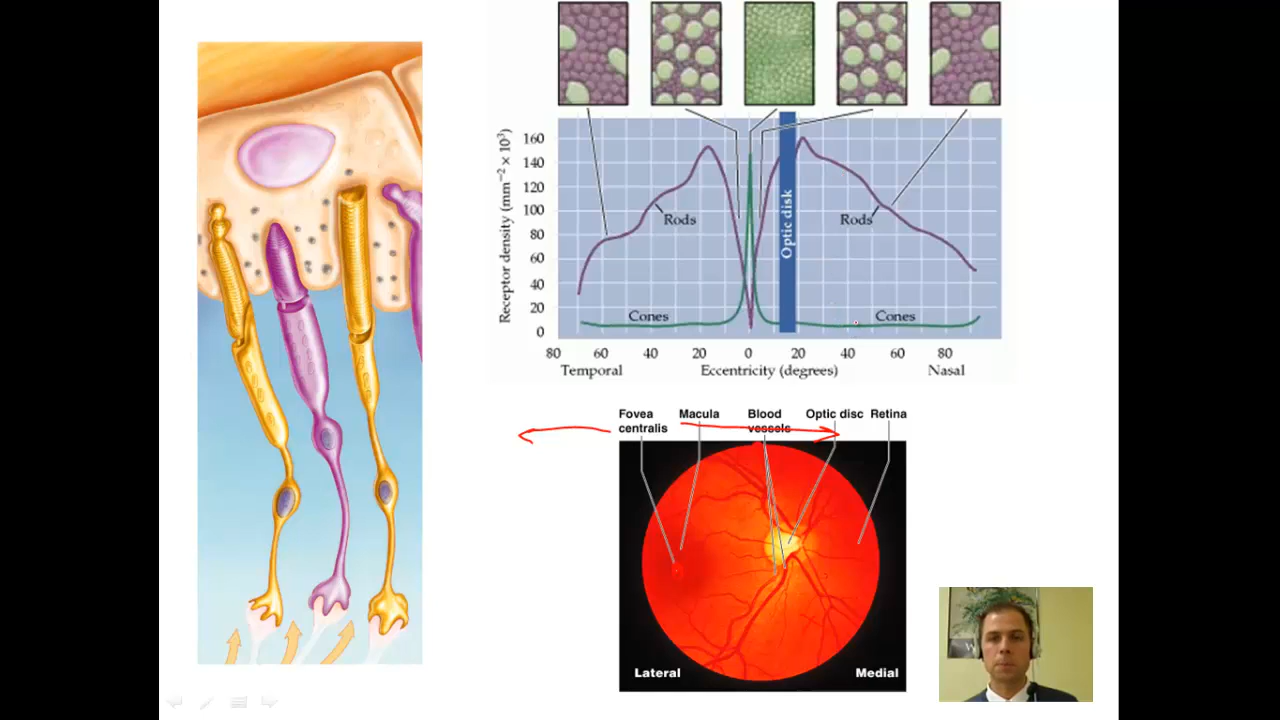 Receptor density (mm⁻² × 10³)
160
140
120
100
80
60
40
20
0
Rods
Rods
Optic disk
Cones
Cones
80 60 40 20 0 20 40 60 80
Temporal Eccentricity (degrees) Nasal
Fovea centralis
Macula
Blood vessels
Optic disc
Retina
Lateral
Medial